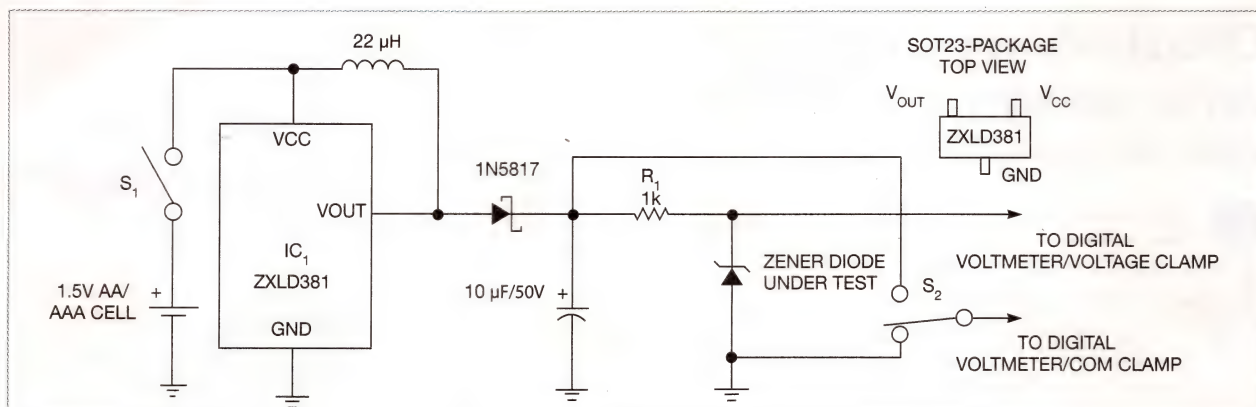 22 µH
SOT23-PACKAGE
TOP VIEW
V_OUT
V_CC
ZXLD381
GND
VCC
S₁
1N5817
R₁
1k
VOUT
IC₁
ZXLD381
TO DIGITAL
VOLTMETER/VOLTAGE CLAMP
ZENER DIODE
UNDER TEST
S₂
1.5V AA/
AAA CELL
+
10 µF/50V
+
GND
TO DIGITAL
VOLTMETER/COM CLAMP